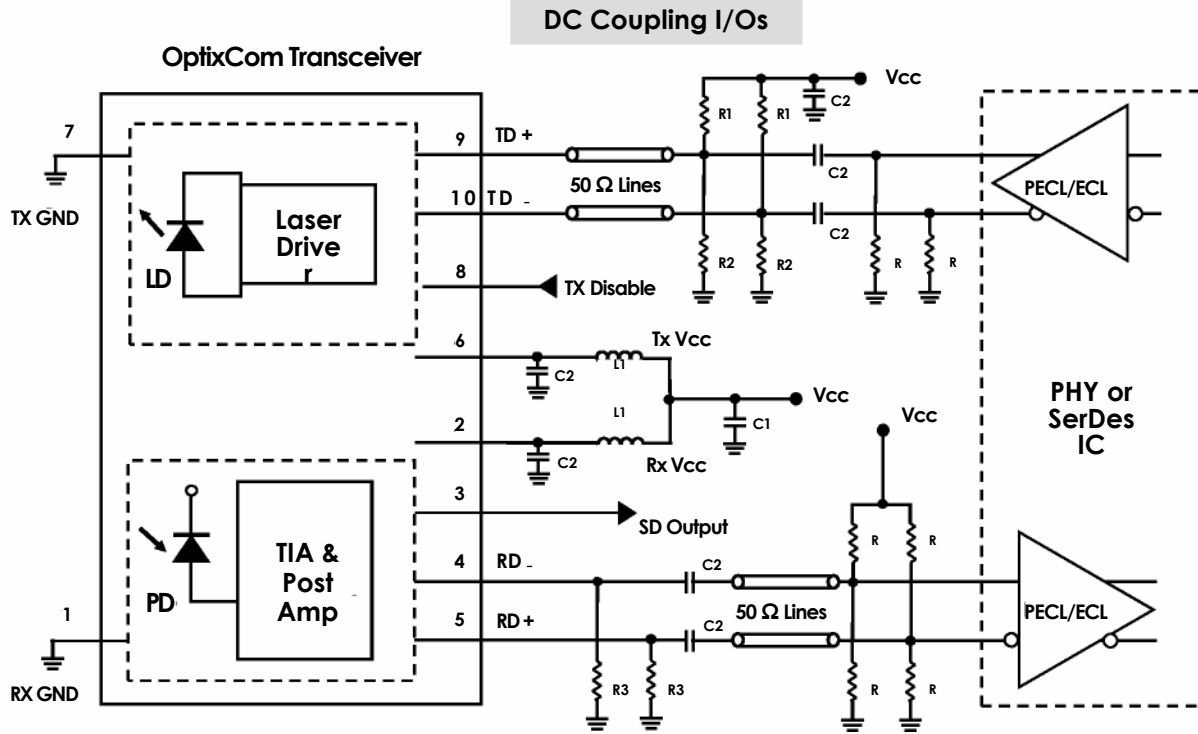 DC Coupling I/Os
OptixCom Transceiver
7
TX GND
LD
Laser
Drive
r
9 TD +
10 TD -
8 TX Disable
50 Ω Lines
R1
R1
C2
Vcc
R2
R2
C2
C2
R
R
PECL/ECL
6
Tx Vcc
C2
L1
Vcc
C1
2
L1
C2
Rx Vcc
PHY or
SerDes
IC
Vcc
3
SD Output
PD
TIA &
Post
Amp
4 RD -
5 RD +
C2
C2
50 Ω Lines
R3
R3
R
R
R
R
PECL/ECL
1
RX GND